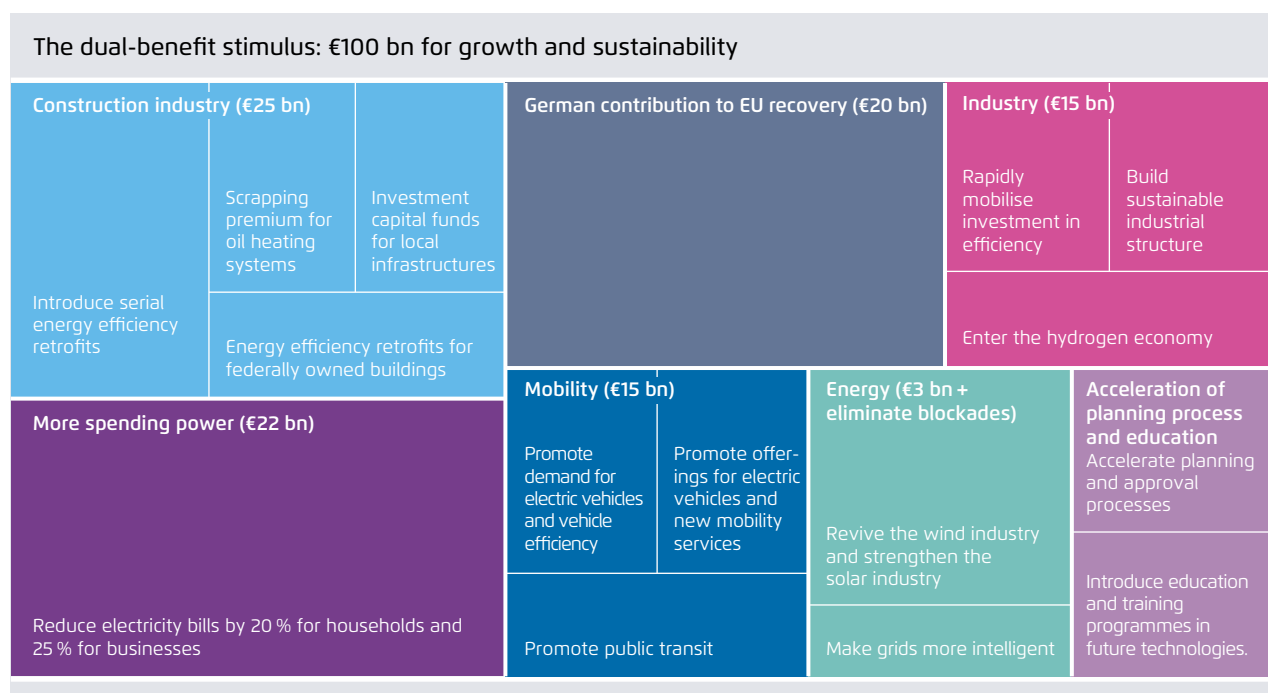 The dual-benefit stimulus: €100 bn for growth and sustainability
Construction industry (€25 bn)
Introduce serial
energy efficiency
retrofits
Scrapping
premium for
oil heating
systems
Investment
capital funds
for local
infrastructures
Energy efficiency retrofits for
federally owned buildings
German contribution to EU recovery (€20 bn)
Industry (€15 bn)
Rapidly
mobilise
investment in
efficiency
Build
sustainable
industrial
structure
Enter the hydrogen economy
More spending power (€22 bn)
Reduce electricity bills by 20 % for households and
25 % for businesses
Mobility (€15 bn)
Promote
demand for
electric vehicles
and vehicle
efficiency
Promote offer-
ings for electric
vehicles and
new mobility
services
Promote public transit
Energy (€3 bn +
eliminate blockades)
Revive the wind industry
and strengthen the
solar industry
Make grids more intelligent
Acceleration of
planning process
and education
Accelerate planning
and approval
processes
Introduce education
and training
programmes in
future technologies.